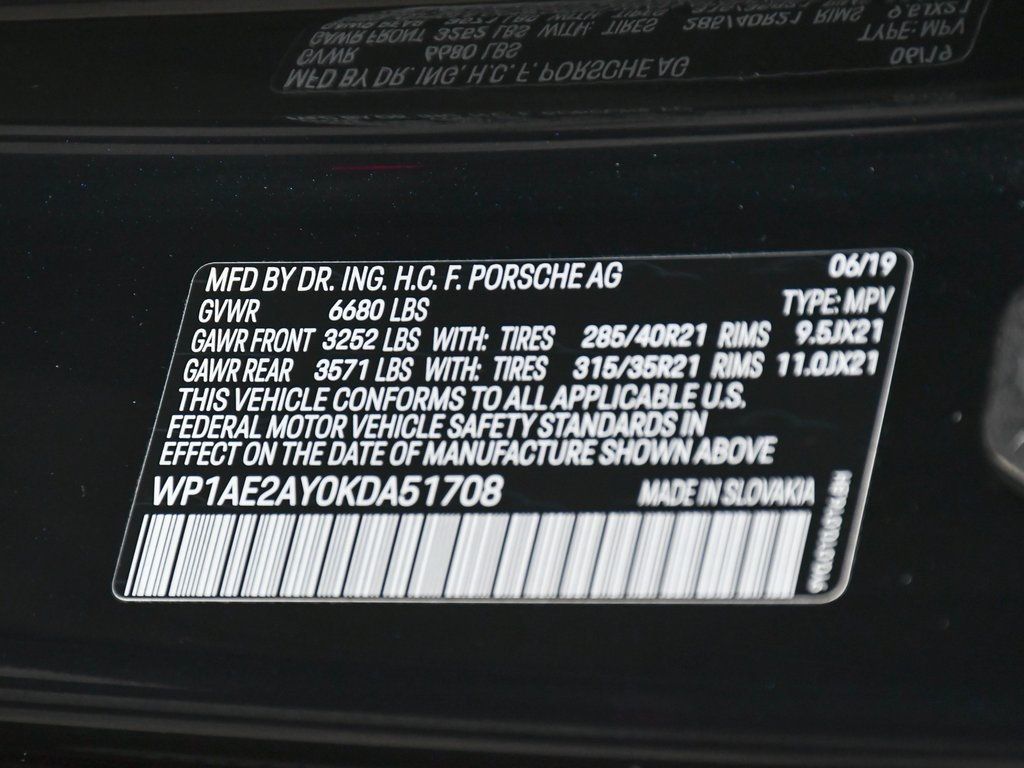 MFD BY DR. ING. H.C. F. PORSCHE AG 06/19
GVWR 6680 LBS TYPE: MPV
GAWR FRONT 3252 LBS WITH: TIRES 285/40R21 RIMS 9.5JX21
GAWR REAR 3571 LBS WITH: TIRES 315/35R21 RIMS 11.0JX21
THIS VEHICLE CONFORMS TO ALL APPLICABLE U.S.
FEDERAL MOTOR VEHICLE SAFETY STANDARDS IN
EFFECT ON THE DATE OF MANUFACTURE SHOWN ABOVE
WP1AE2AY0KDA51708 MADE IN SLOVAKIA